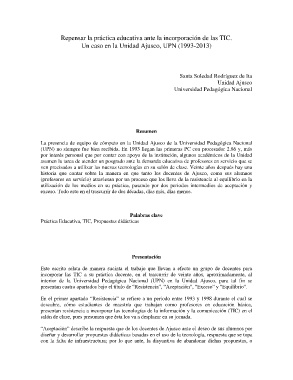 Repensar la práctica educativa ante la incorporación de las TIC.
Un caso en la Unidad Ajusco, UPN (1993-2013)
Santa Soledad Rodríguez de Ita
Unidad Ajusco
Universidad Pedagógica Nacional
Resumen
La presencia de equipo de cómputo en la Unidad Ajusco de la Universidad Pedagógica Nacional
(UPN) no siempre fue bien recibida. En 1993 llegan las primeras PC con procesador 2.86 y, más
por interés personal que por contar con apoyo de la institución, algunos académicos de la Unidad
asumen la tarea de atender un posgrado ante la demanda educativa de profesores en servicio que se
ven precisados a utilizar las nuevas tecnologías en su salón de clase. Veinte años después hay una
historia que contar sobre la manera en que tanto los docentes de Ajusco, como sus alumnos
(profesores en servicio) atraviesan por un proceso que los lleva de la resistencia al equilibrio en la
utilización de los medios en su práctica, pasando por dos periodos intermedios de aceptación y
exceso. Todo esto en el trascurrir de dos décadas, días más, días menos.
Palabras clave
Práctica Educativa, TIC, Propuestas didácticas
Presentación
Este escrito relata de manera sucinta el trabajo que llevan a efecto un grupo de docentes para
incorporar las TIC a su práctica docente, en el trascurrir de veinte años, aproximadamente, al
interior de la Universidad Pedagógica Nacional (UPN) en la Unidad Ajusco, para tal fin se
presentan cuatro apartados bajo el título de "Resistencia", "Aceptación", "Exceso" y "Equilibrio".
En el primer apartado "Resistencia" se refiere a un periodo entre 1993 y 1998 durante el cual se
describe, cómo estudiantes de maestría que trabajan como profesores en educación básica,
presentan resistencia a incorporar las tecnologías de la información y la comunicación (TIC) en el
salón de clase, pues presumen que ésta los va a desplazar en su jornada.
"Aceptación" describe la respuesta que de los docentes de Ajusco ante el deseo de sus alumnos por
diseñar y desarrollar propuestas didácticas basadas en el uso de la tecnología, respuesta que se topa
con la falta de infraestructura; por lo que ante, la disyuntiva de abandonar dichas propuestas, o